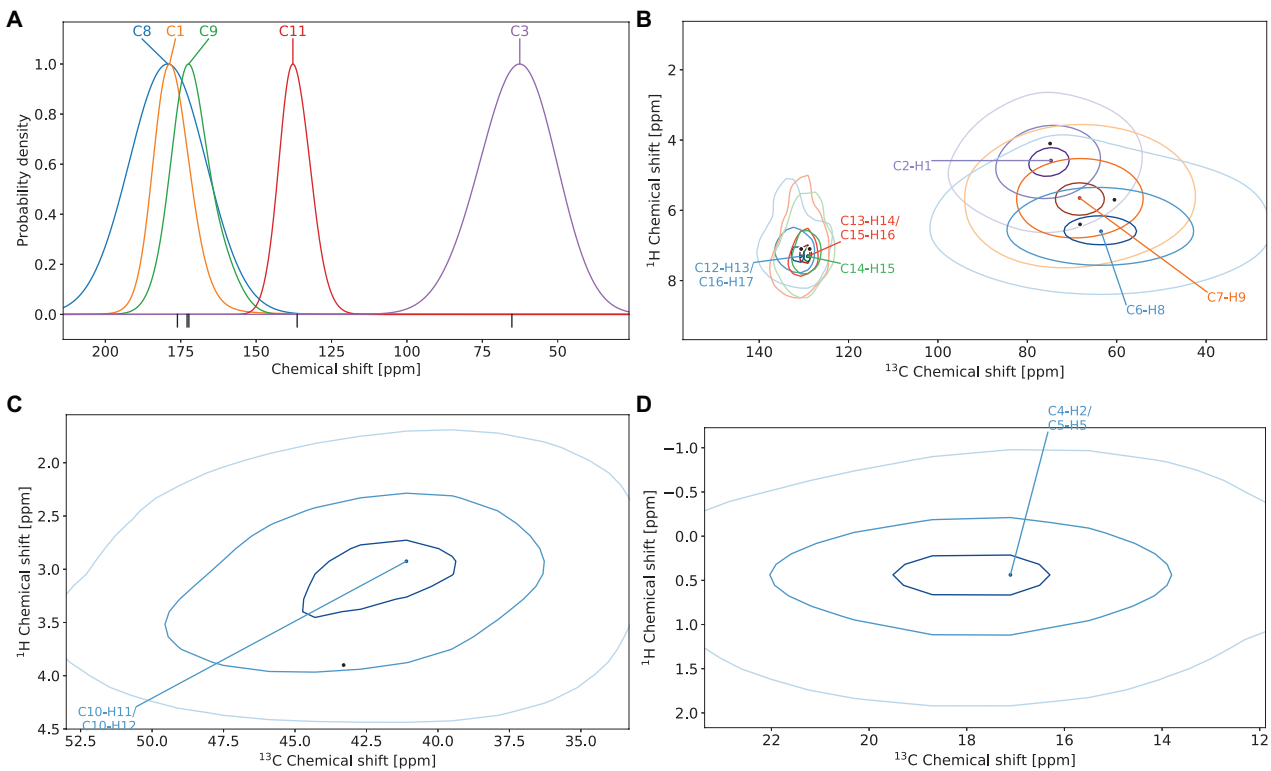 A
C8 C1 C9 C11 C3
1.0
0.8
0.6
0.4
0.2
0.0
Probability density
200 175 150 125 100 75 50
Chemical shift [ppm]
B
2
4
6
8
¹H Chemical shift [ppm]
C2-H1
C13-H14/
C15-H16
C12-H13/
C16-H17
C14-H15
C7-H9
C6-H8
140 120 100 80 60 40
¹³C Chemical shift [ppm]
C
2.0
2.5
3.0
3.5
4.0
4.5
¹H Chemical shift [ppm]
C10-H11/
C10-H12
52.5 50.0 47.5 45.0 42.5 40.0 37.5 35.0
¹³C Chemical shift [ppm]
D
C4-H2/
C5-H5
−1.0
−0.5
0.0
0.5
1.0
1.5
2.0
¹H Chemical shift [ppm]
22 20 18 16 14 12
¹³C Chemical shift [ppm]